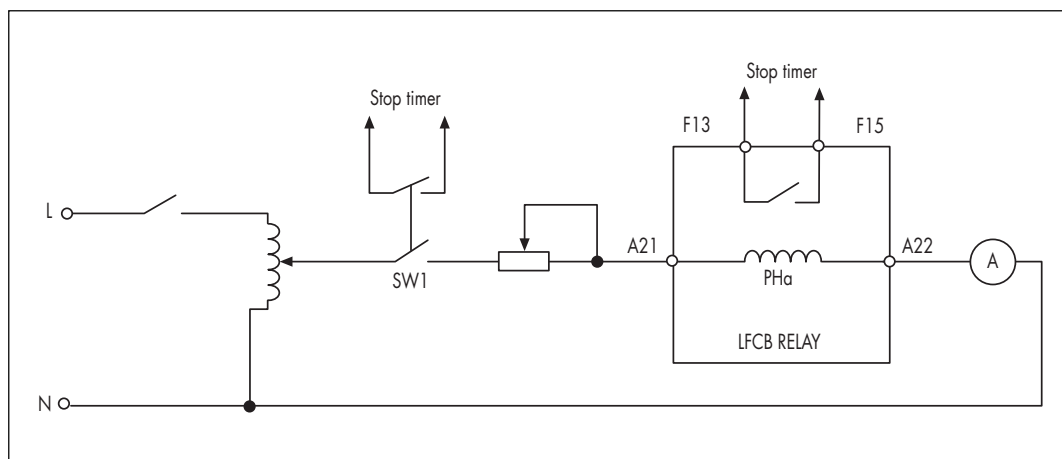 Stop timer
Stop timer
F13
F15
L
A21
A22
SW1
PHa
A
LFCB RELAY
N